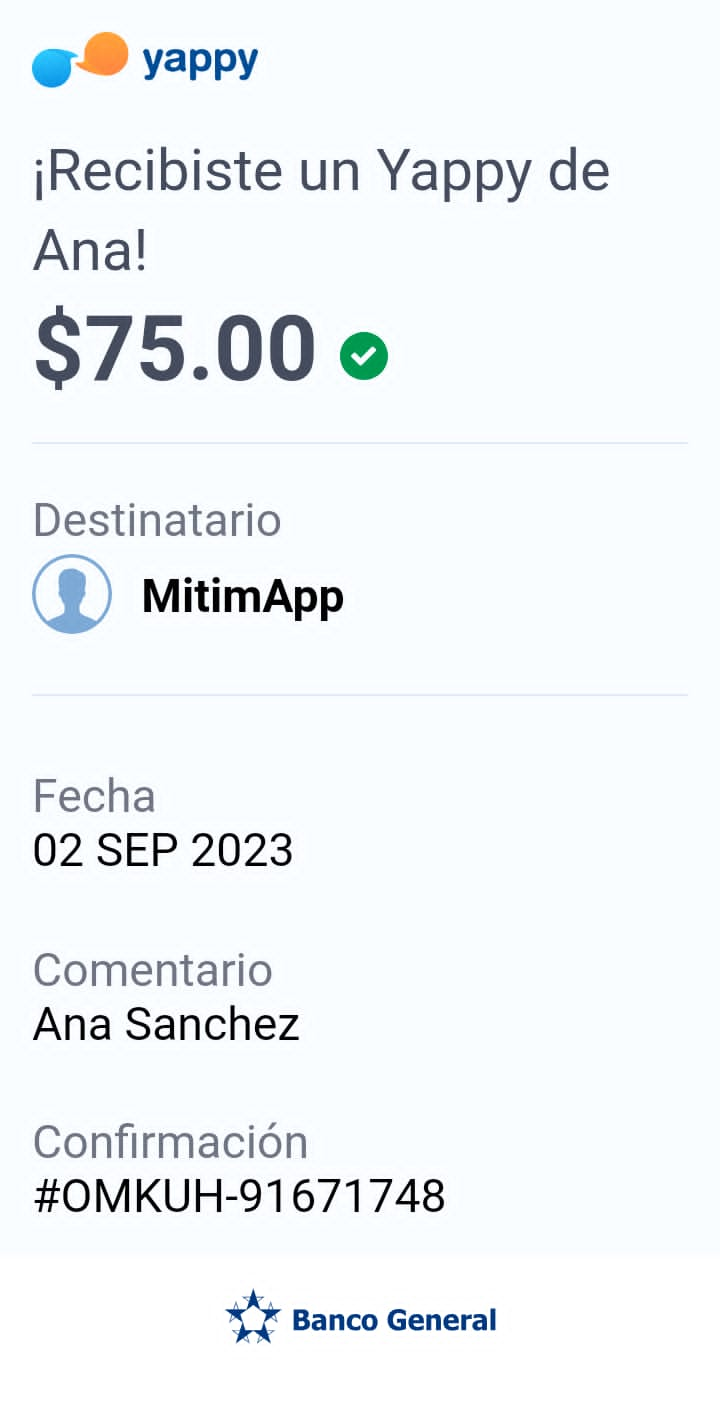 yappy
¡Recibiste un Yappy de
Ana!
$75.00
Destinatario
MitimApp
Fecha
02 SEP 2023
Comentario
Ana Sanchez
Confirmación
#OMKUH-91671748
Banco General